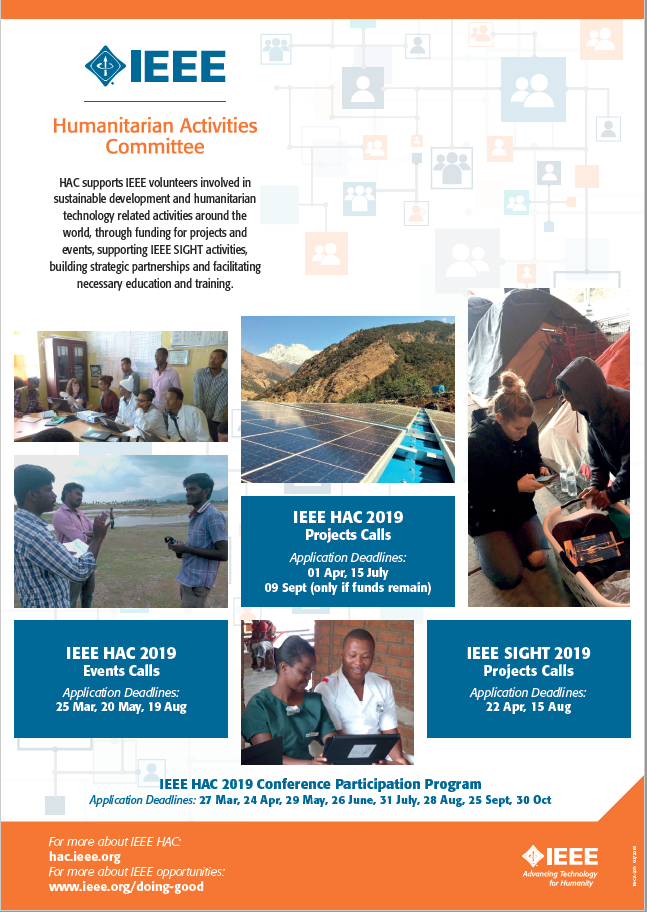 IEEE
Humanitarian Activities
Committee
HAC supports IEEE volunteers involved in
sustainable development and humanitarian
technology related activities around the
world, through funding for projects and
events, supporting IEEE SIGHT activities,
building strategic partnerships and facilitating
necessary education and training.
IEEE HAC 2019
Projects Calls
Application Deadlines:
01 Apr, 15 July
09 Sept (only if funds remain)
IEEE HAC 2019
Events Calls
Application Deadlines:
25 Mar, 20 May, 19 Aug
IEEE SIGHT 2019
Projects Calls
Application Deadlines:
22 Apr, 15 Aug
IEEE HAC 2019 Conference Participation Program
Application Deadlines: 27 Mar, 24 Apr, 29 May, 26 June, 31 July, 28 Aug, 25 Sept, 30 Oct
For more about IEEE HAC:
hac.ieee.org
For more about IEEE opportunities:
www.ieee.org/doing-good
IEEE
Advancing Technology
for Humanity